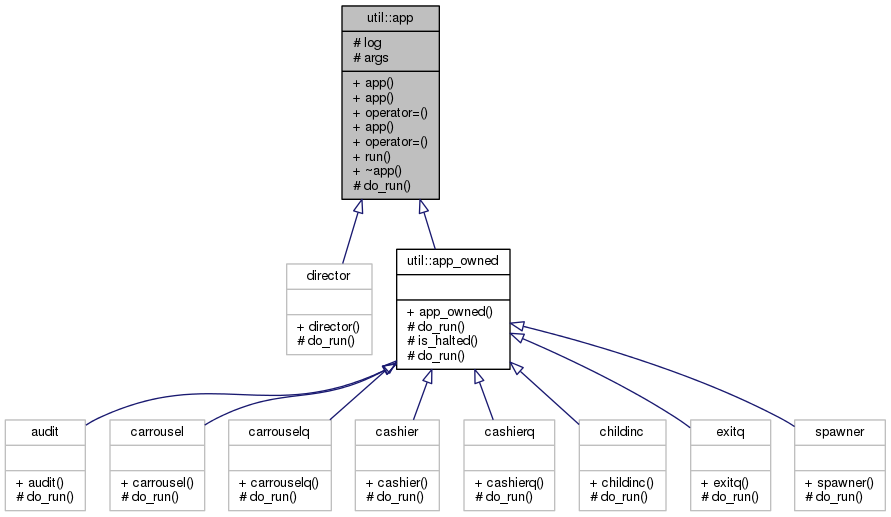 util::app
# log
# args
+ app()
+ app()
+ operator=()
+ app()
+ operator=()
+ run()
+ ~app()
# do_run()
director
+ director()
# do_run()
util::app_owned
+ app_owned()
# do_run()
# is_halted()
# do_run()
audit
+ audit()
# do_run()
carrousel
+ carrousel()
# do_run()
carrouselq
+ carrouselq()
# do_run()
cashier
+ cashier()
# do_run()
cashierq
+ cashierq()
# do_run()
childinc
+ childinc()
# do_run()
exitq
+ exitq()
# do_run()
spawner
+ spawner()
# do_run()